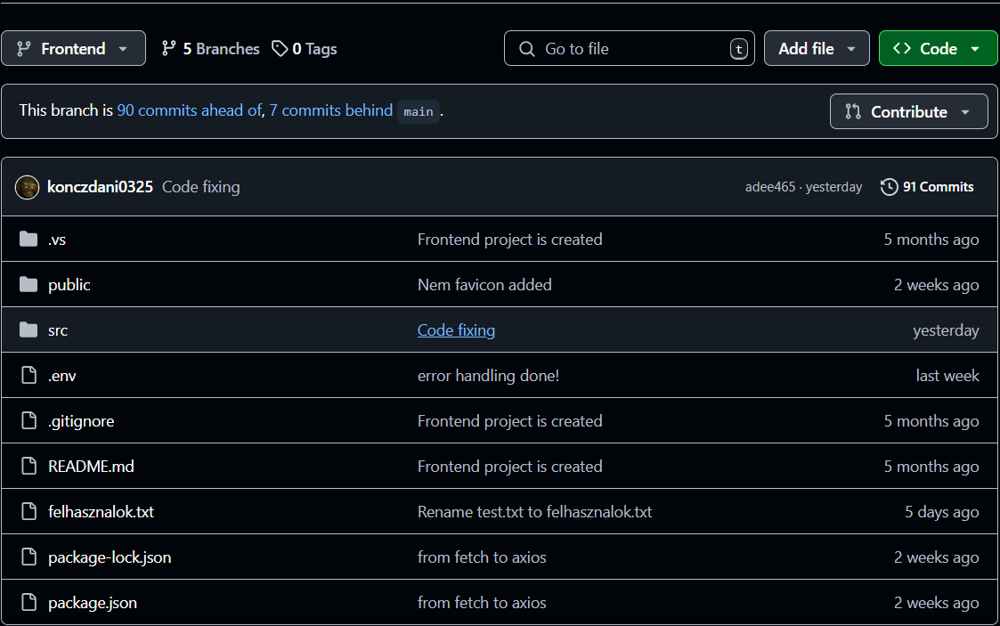 Frontend 5 Branches 0 Tags Go to file t Add file Code
This branch is 90 commits ahead of, 7 commits behind main .
Contribute
konczdani0325 Code fixing adee465 · yesterday 91 Commits
.vs Frontend project is created 5 months ago
public Nem favicon added 2 weeks ago
src Code fixing yesterday
.env error handling done! last week
.gitignore Frontend project is created 5 months ago
README.md Frontend project is created 5 months ago
felhasznalok.txt Rename test.txt to felhasznalok.txt 5 days ago
package-lock.json from fetch to axios 2 weeks ago
package.json from fetch to axios 2 weeks ago